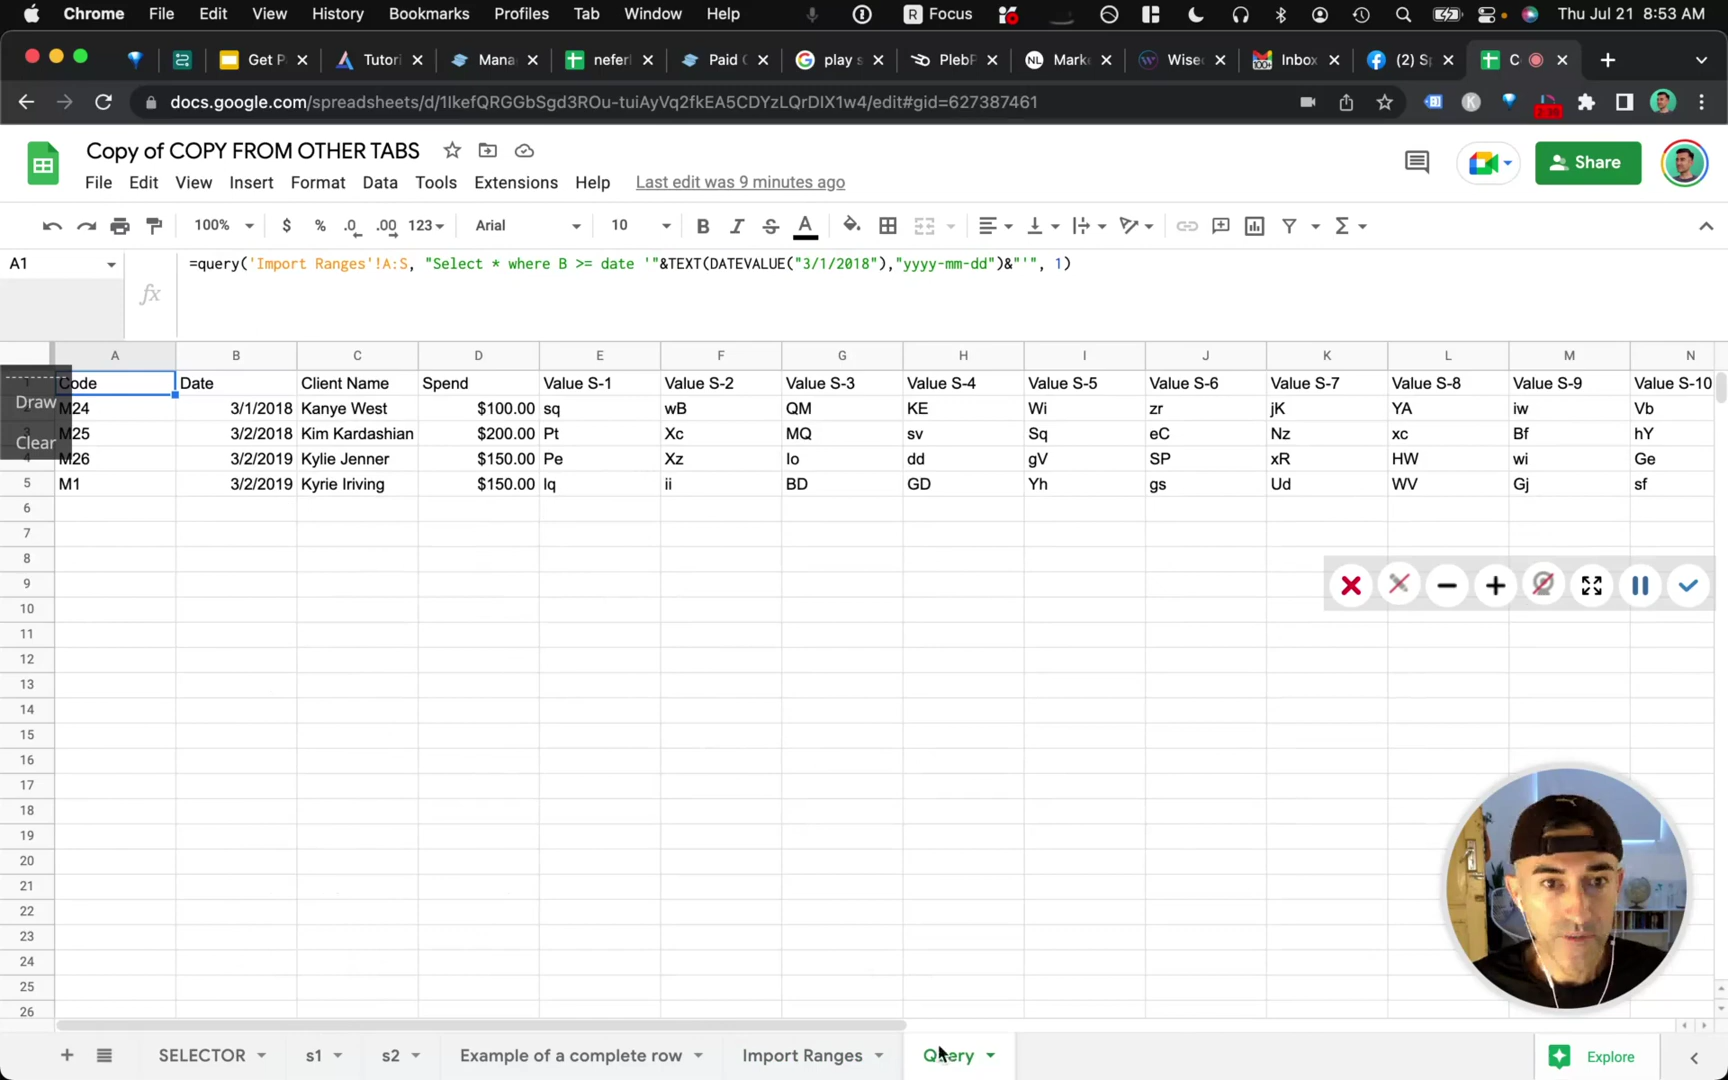 Chrome File Edit View History Bookmarks Profiles Tab Window Help R Focus Thu Jul 21 8:53 AM
Get P Tutori Mana nefer Paid play s PlebP NL Marke Wise Inbox (2) Sp C
docs.google.com/spreadsheets/d/1IkefQRGGbSgd3ROu-tuiAyVq2fkEA5CDYzLQrDIX1w4/edit#gid=627387461
Copy of COPY FROM OTHER TABS
Share
File Edit View Insert Format Data Tools Extensions Help Last edit was 9 minutes ago
100% $ % .0 .00 123 Arial 10 B I S A Σ
A1 fx =query('Import Ranges'!A:S, "Select * where B >= date '"&TEXT(DATEVALUE("3/1/2018"),"yyyy-mm-dd")&"'", 1)
A B C D E F G H I J K L M N
Code Date Client Name Spend Value S-1 Value S-2 Value S-3 Value S-4 Value S-5 Value S-6 Value S-7 Value S-8 Value S-9 Value S-10
Draw
Clear
M24 3/1/2018 Kanye West $100.00 sq wB QM KE Wi zr jK YA iw Vb
M25 3/2/2018 Kim Kardashian $200.00 Pt Xc MQ sv Sq eC Nz xc Bf hY
M26 3/2/2019 Kylie Jenner $150.00 Pe Xz Io dd gV SP xR HW wi Ge
5 M1 3/2/2019 Kyrie Iriving $150.00 Iq ii BD GD Yh gs Ud WV Gj sf
6
7
8
9
10
11
12
13
14
15
16
17
18
19
20
21
22
23
24
25
26
SELECTOR s1 s2 Example of a complete row Import Ranges Query Explore